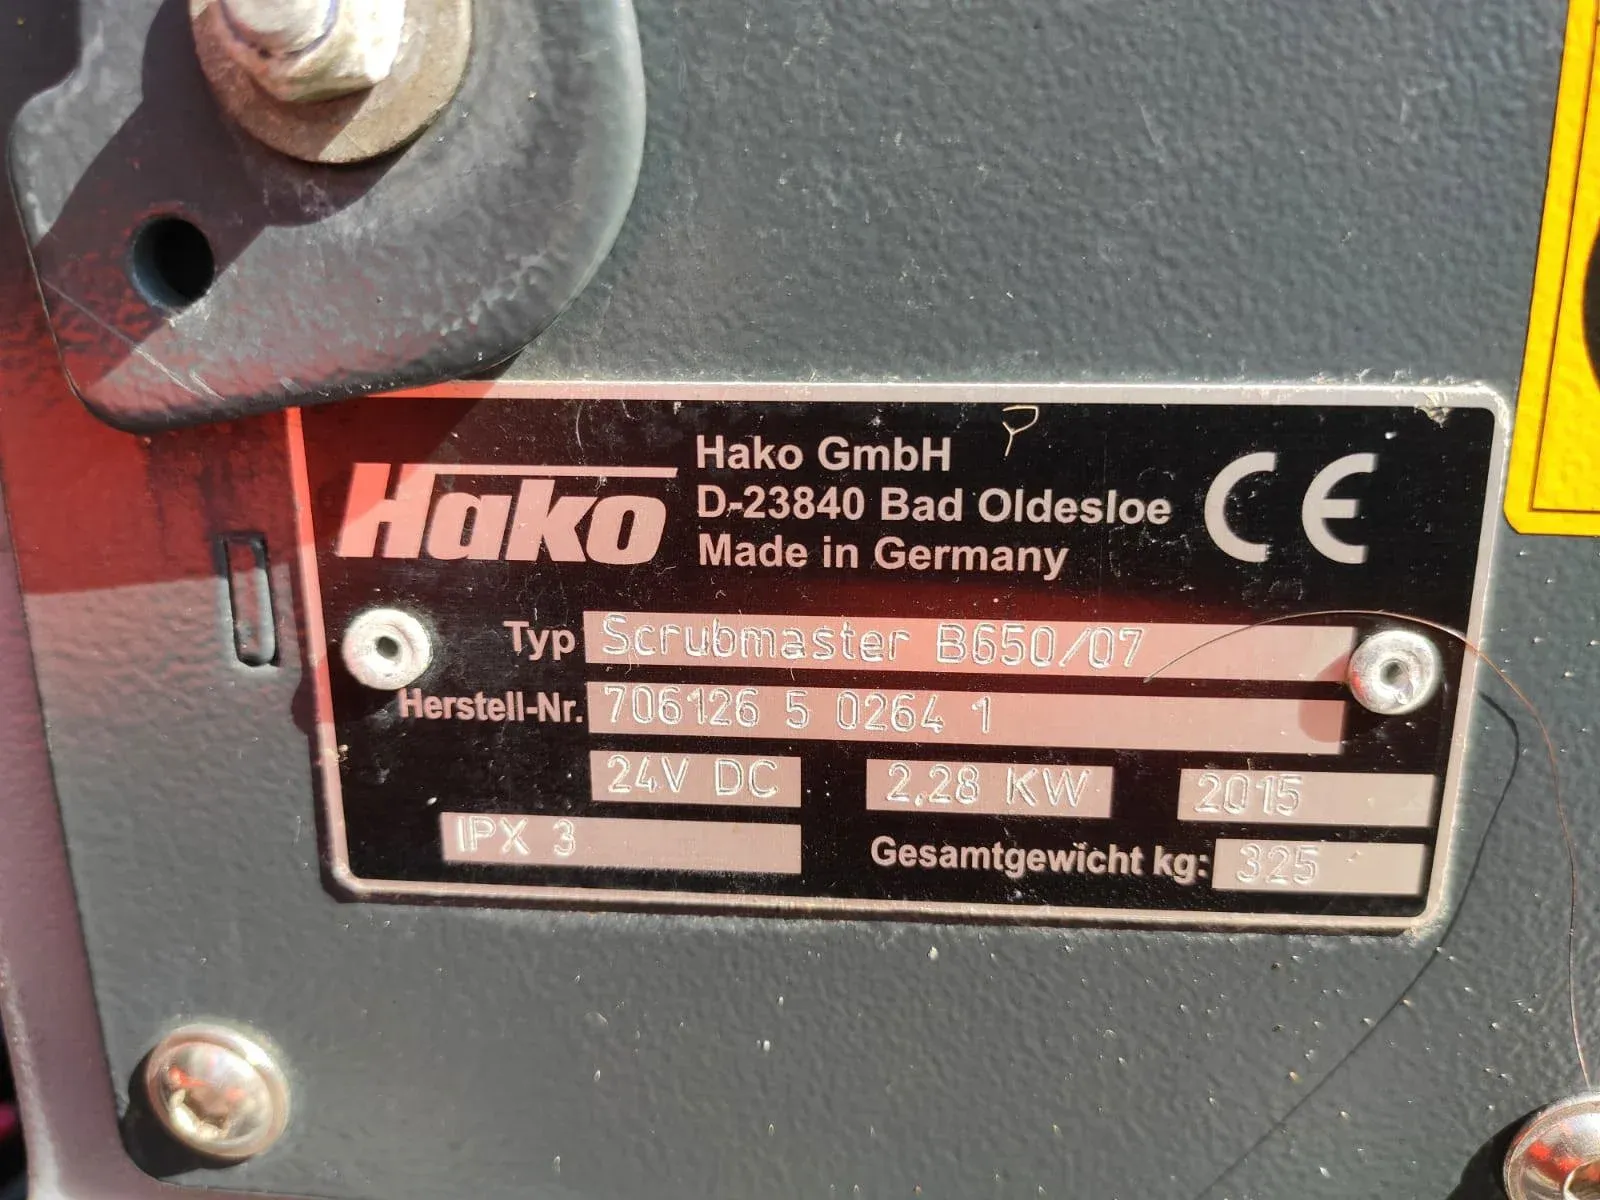 Hako
Hako GmbH
D-23840 Bad Oldesloe
Made in Germany
CE
Typ Scrubmaster B650/07
Herstell-Nr. 706126 5 0264 1
24V DC 2,28 KW 2015
IPX 3 Gesamtgewicht kg: 325